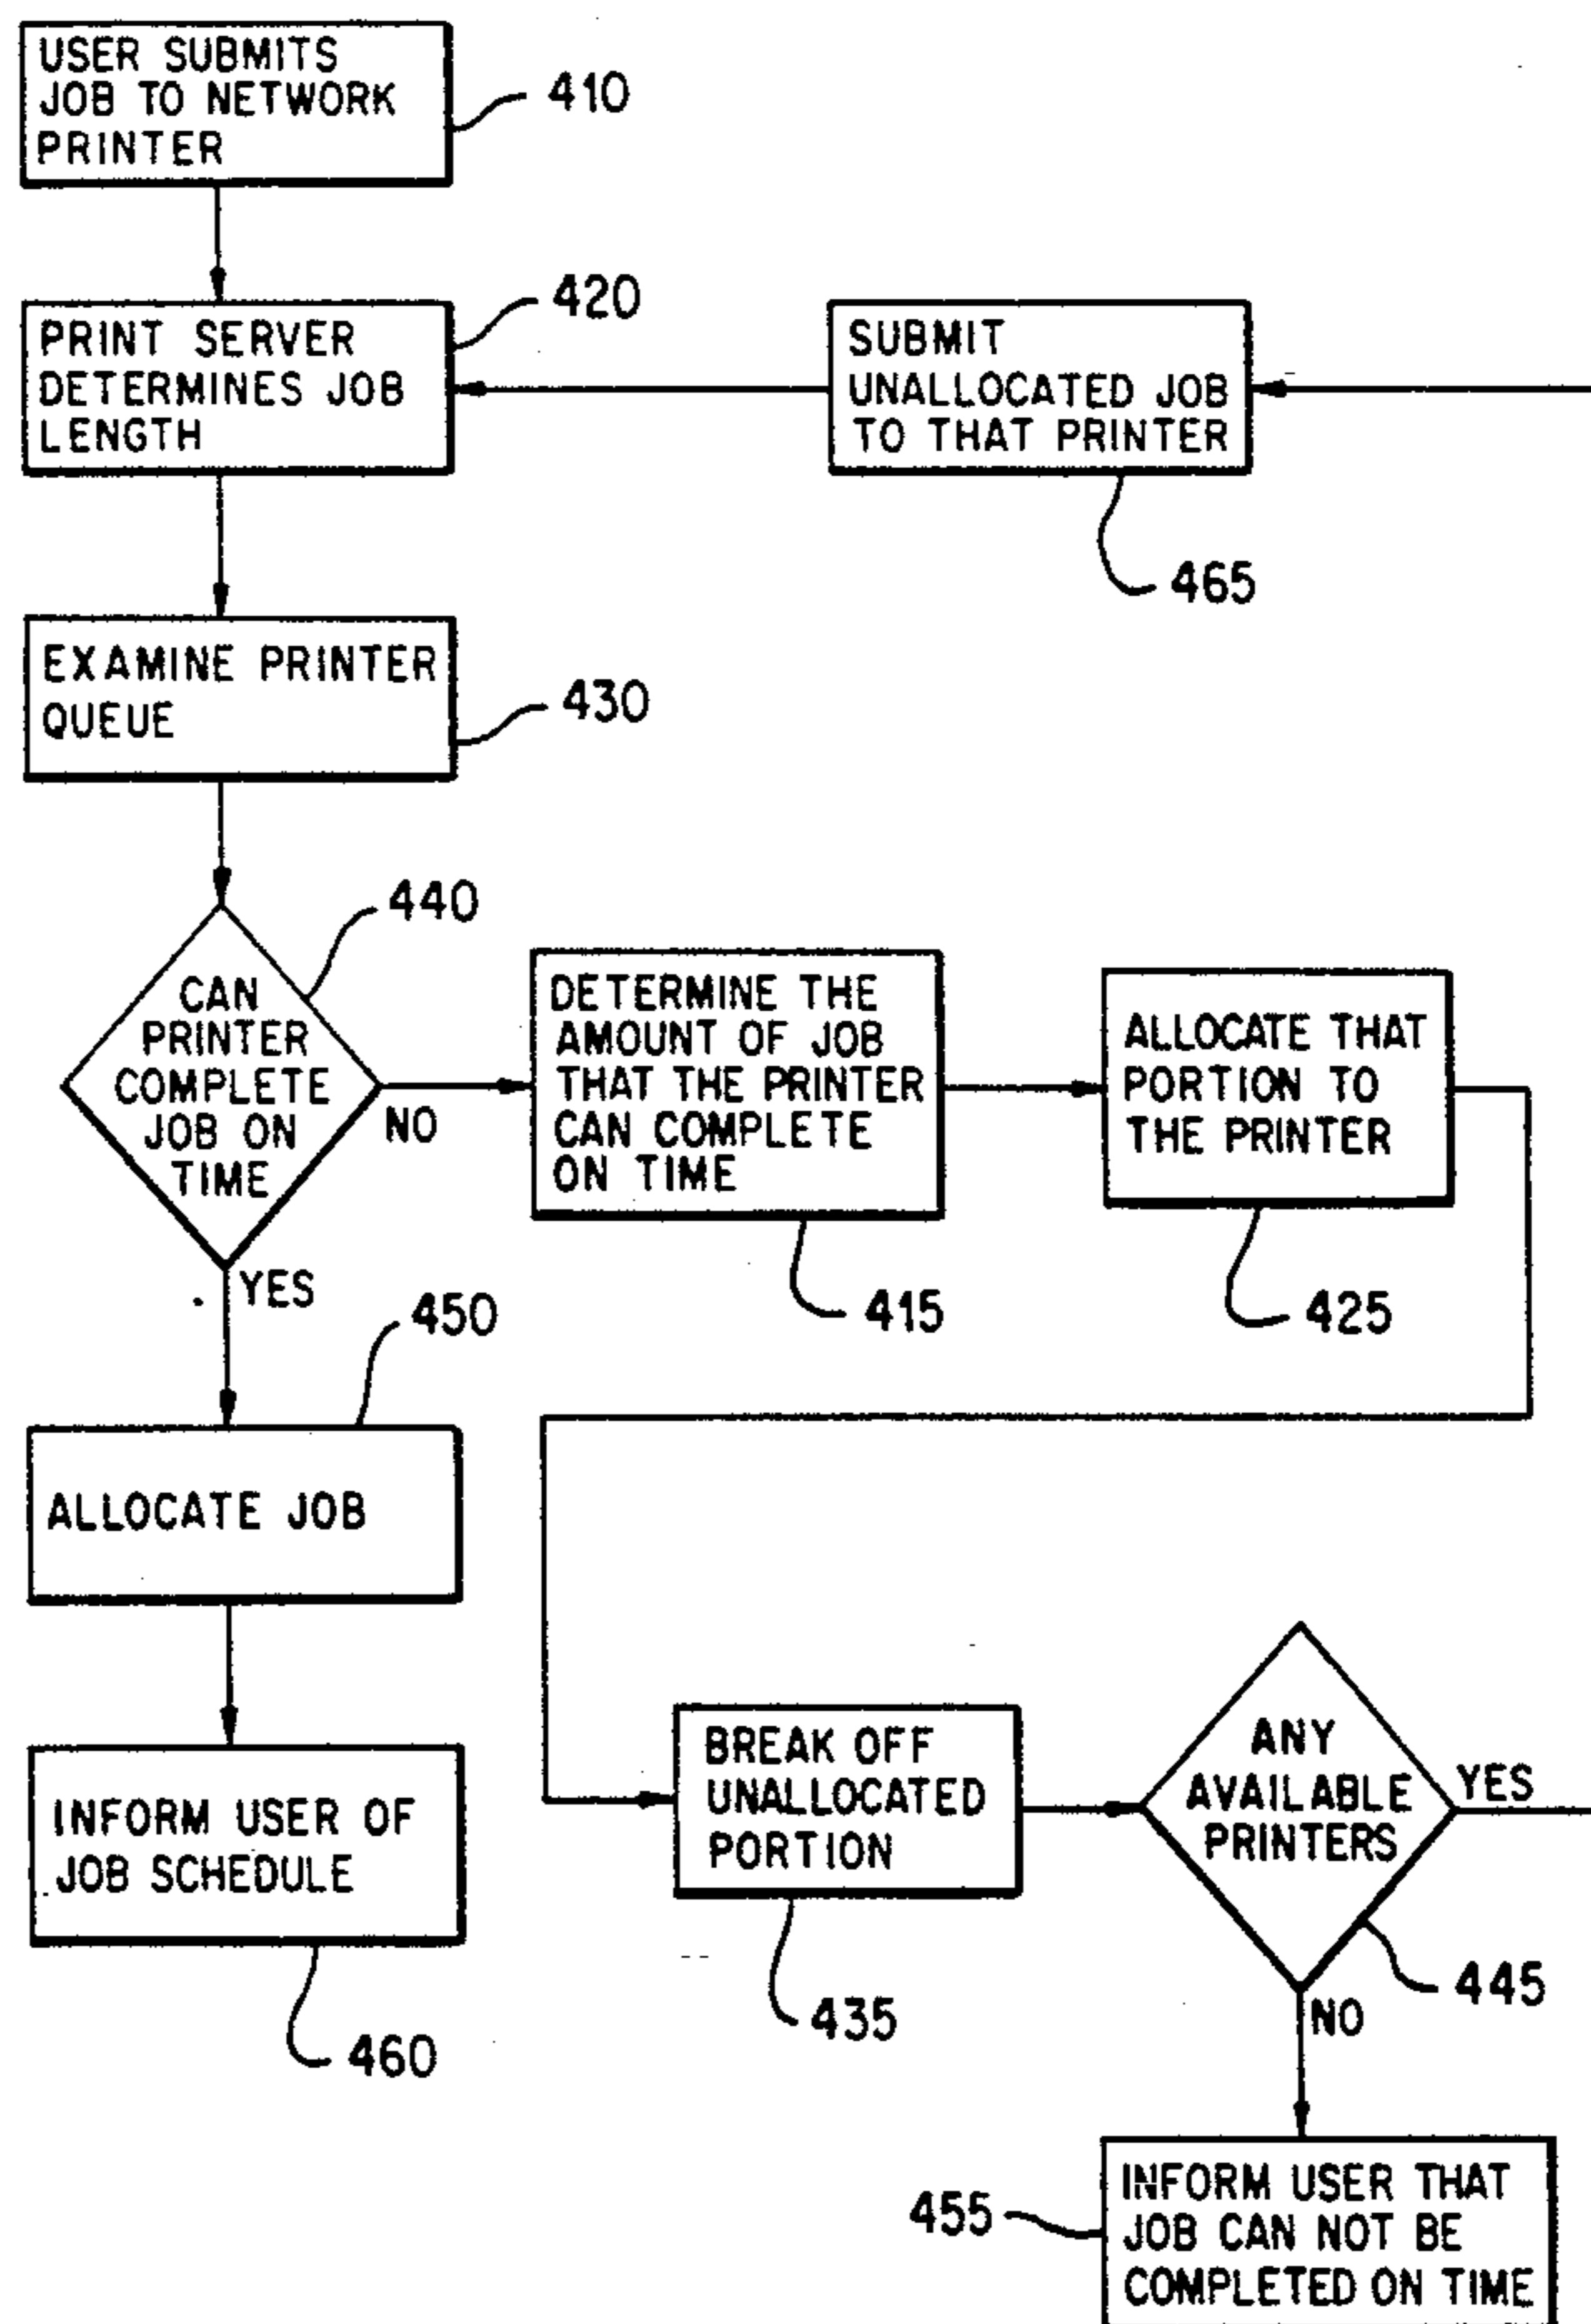 USER SUBMITS
JOB TO NETWORK
PRINTER
410
PRINT SERVER
DETERMINES JOB
LENGTH
420
SUBMIT
UNALLOCATED JOB
TO THAT PRINTER
465
EXAMINE PRINTER
QUEUE
430
CAN
PRINTER
COMPLETE
JOB ON
TIME
440
NO
YES
DETERMINE THE
AMOUNT OF JOB
THAT THE PRINTER
CAN COMPLETE
ON TIME
415
ALLOCATE THAT
PORTION TO
THE PRINTER
425
ALLOCATE JOB
450
INFORM USER OF
JOB SCHEDULE
460
BREAK OFF
UNALLOCATED
PORTION
435
ANY
AVAILABLE
PRINTERS
YES
445
NO
455
INFORM USER THAT
JOB CAN NOT BE
COMPLETED ON TIME